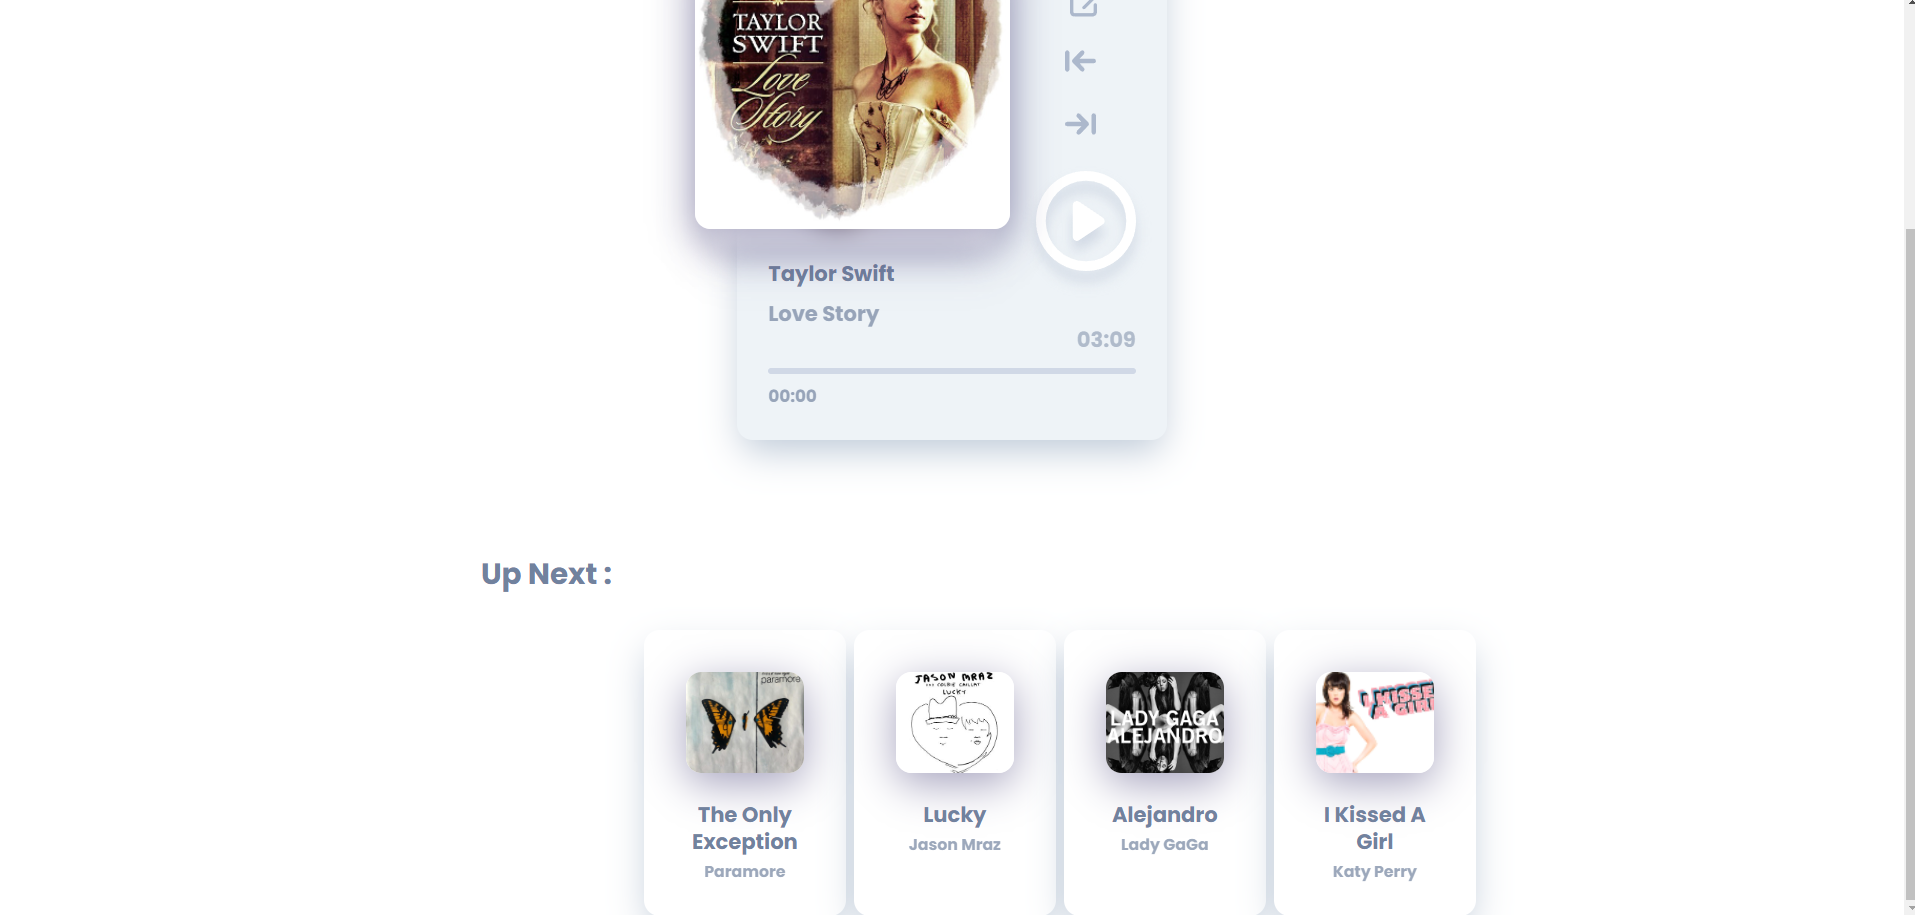 TAYLOR
SWIFT
Love
Story
Taylor Swift
Love Story
03:09
00:00
Up Next :
paramore
JASON MRAZ
LUCKY
LADY GAGA
ALEJANDRO
I KISSED
A GIRL
The Only
Exception
Paramore
Lucky
Jason Mraz
Alejandro
Lady GaGa
I Kissed A
Girl
Katy Perry